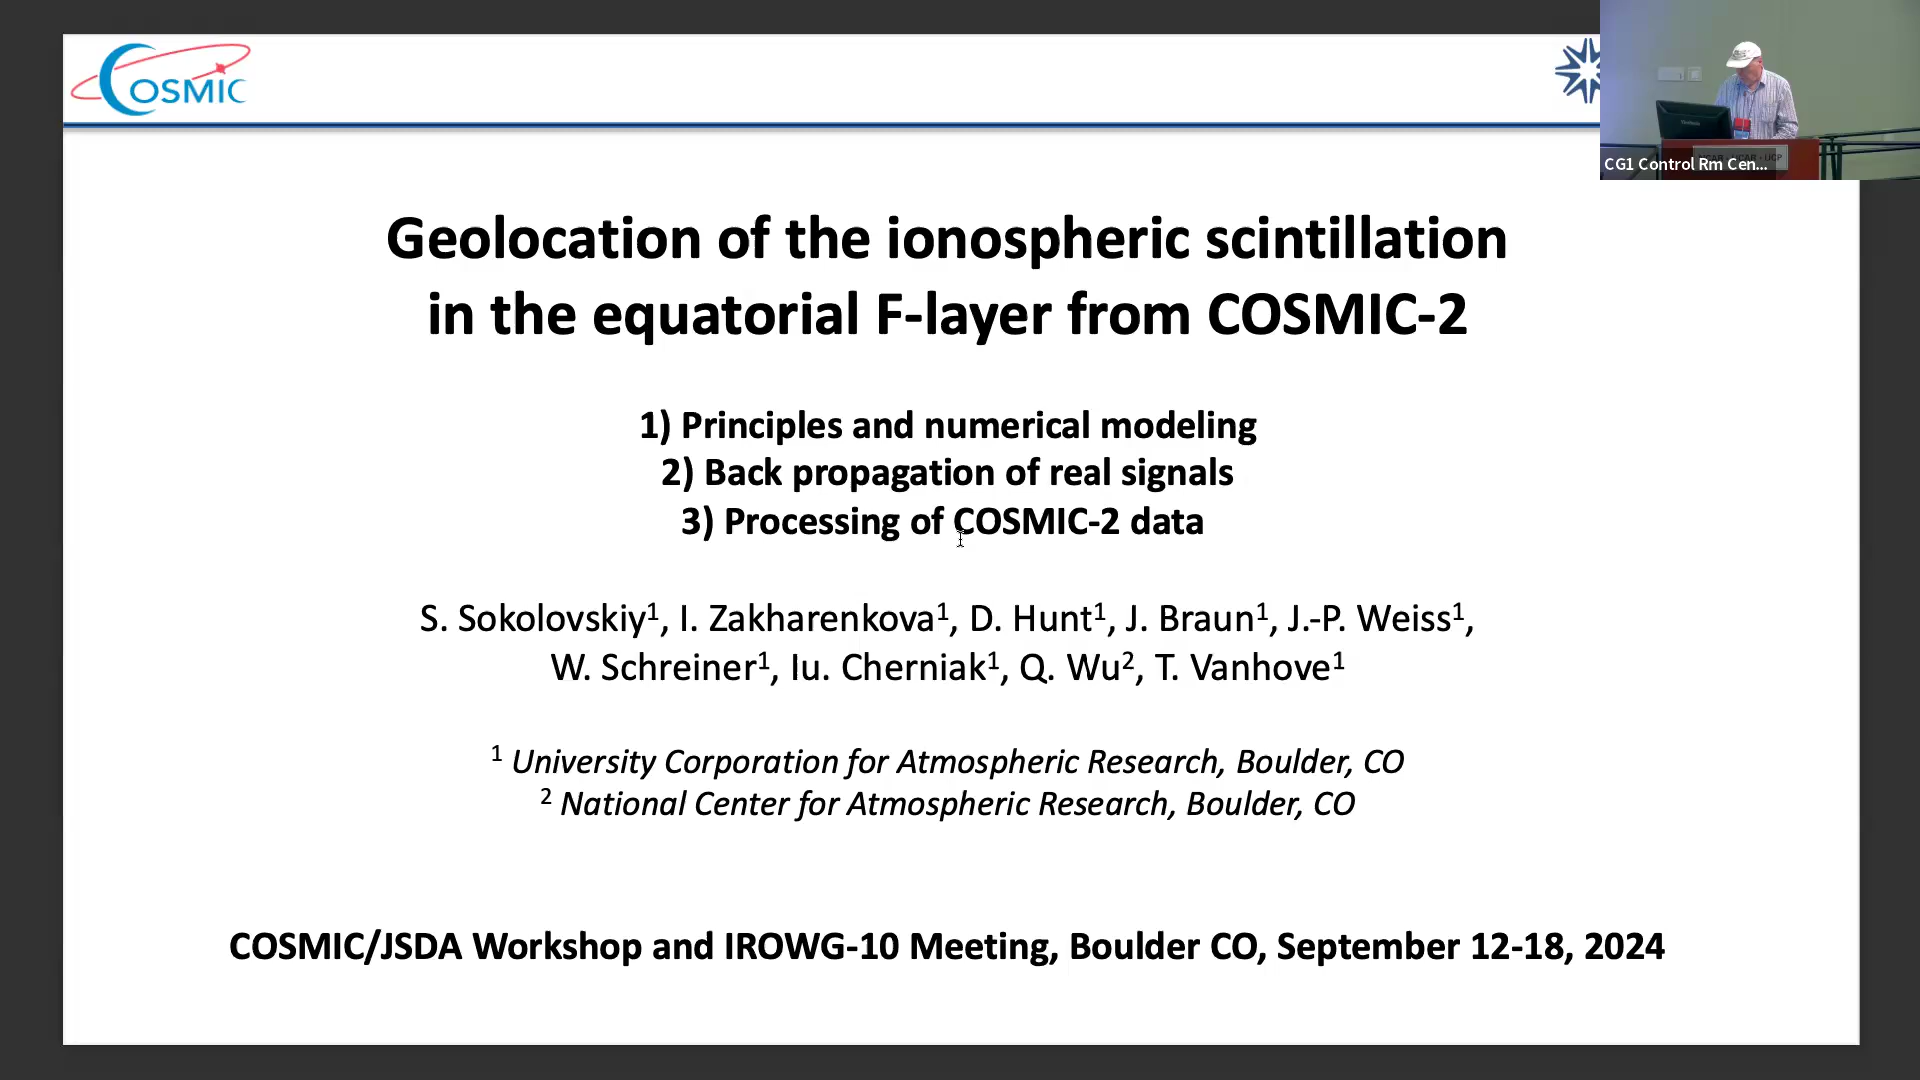 COSMIC
CG1 Control Rm Cen...
Geolocation of the ionospheric scintillation
in the equatorial F-layer from COSMIC-2
1) Principles and numerical modeling
2) Back propagation of real signals
3) Processing of COSMIC-2 data
S. Sokolovskiy¹, I. Zakharenkova¹, D. Hunt¹, J. Braun¹, J.-P. Weiss¹,
W. Schreiner¹, Iu. Cherniak¹, Q. Wu², T. Vanhove¹
¹ University Corporation for Atmospheric Research, Boulder, CO
² National Center for Atmospheric Research, Boulder, CO
COSMIC/JSDA Workshop and IROWG-10 Meeting, Boulder CO, September 12-18, 2024